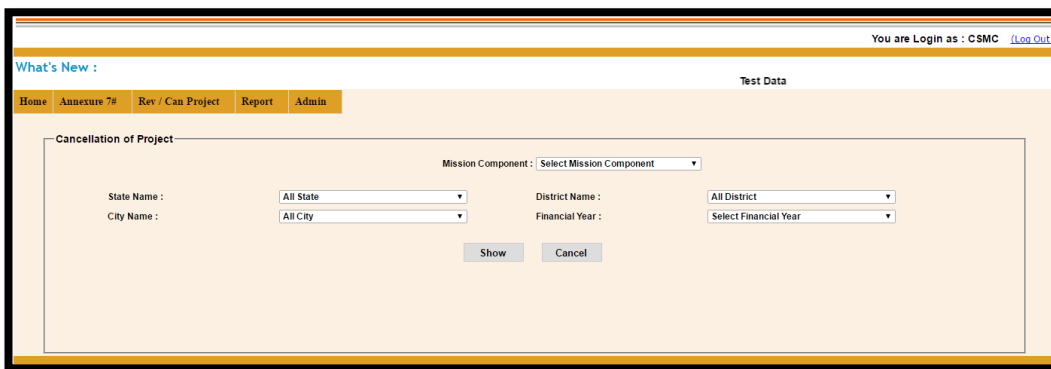 You are Login as : CSMC (Log Out
What's New :
Test Data
Home Annexure 7# Rev / Can Project Report Admin
Cancellation of Project
Mission Component : Select Mission Component
State Name : All State District Name : All District
City Name : All City Financial Year : Select Financial Year
Show Cancel